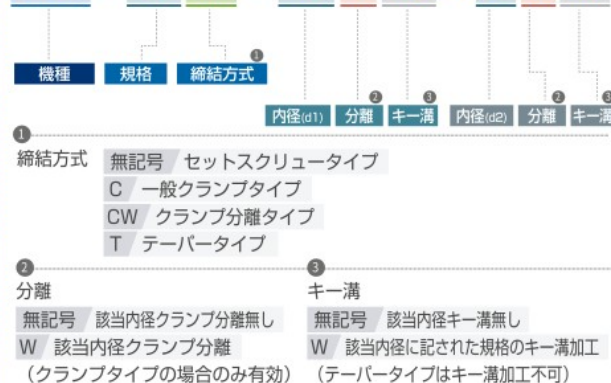 機種 規格 締結方式 1
内径(d1) 分離 2 キー溝 3 内径(d2) 分離 2 キー溝 3
1
締結方式 無記号 セットスクリュータイプ
C 一般クランプタイプ
CW クランプ分離タイプ
T テーパータイプ
2 3
分離 キー溝
無記号 該当内径クランプ分離無し 無記号 該当内径キー溝無し
W 該当内径クランプ分離 W 該当内径に記された規格のキー溝加工
(クランプタイプの場合のみ有効) (テーパータイプはキー溝加工不可)